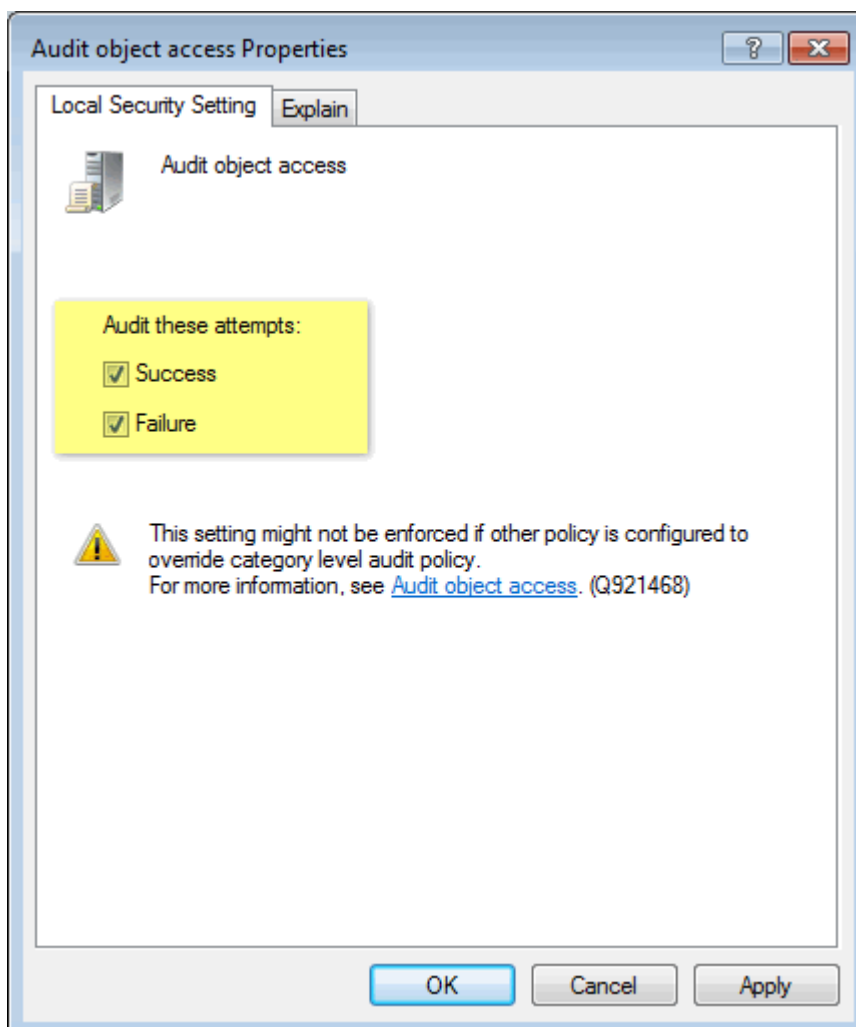 Audit object access Properties
Local Security Setting
Explain
Audit object access
Audit these attempts:
Success
Failure
This setting might not be enforced if other policy is configured to
override category level audit policy.
For more information, see Audit object access. (Q921468)
OK
Cancel
Apply